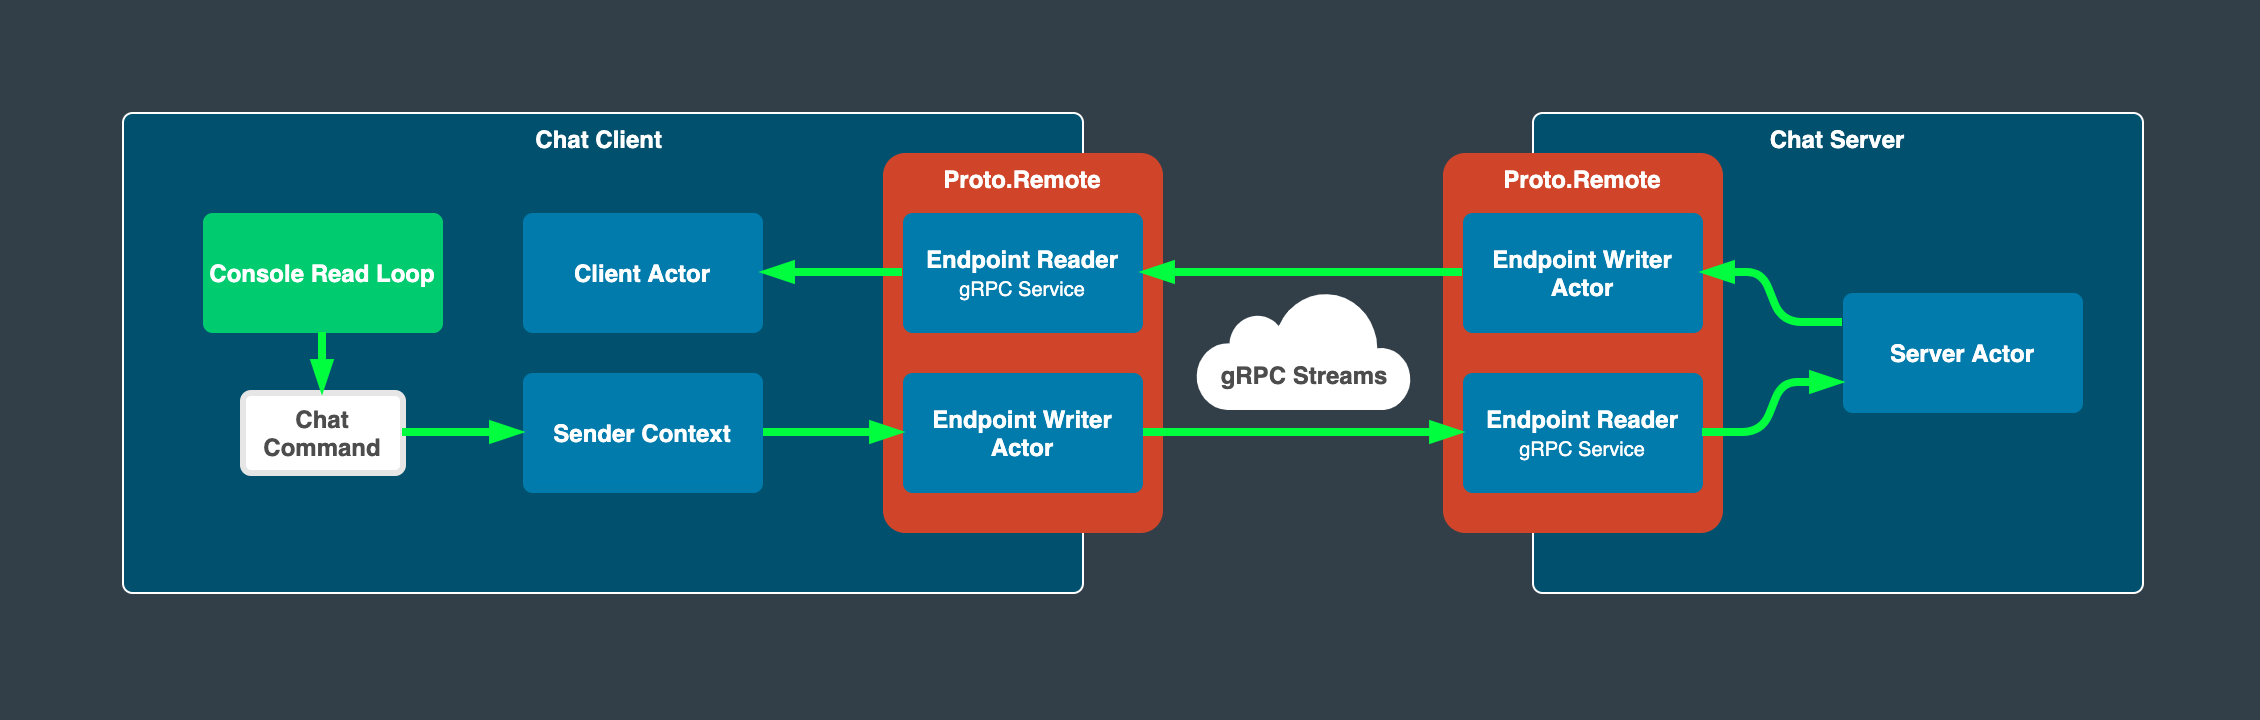 Chat Client
Console Read Loop
Chat
Command
Client Actor
Sender Context
Proto.Remote
Endpoint Reader
gRPC Service
Endpoint Writer
Actor
gRPC Streams
Chat Server
Proto.Remote
Endpoint Writer
Actor
Endpoint Reader
gRPC Service
Server Actor